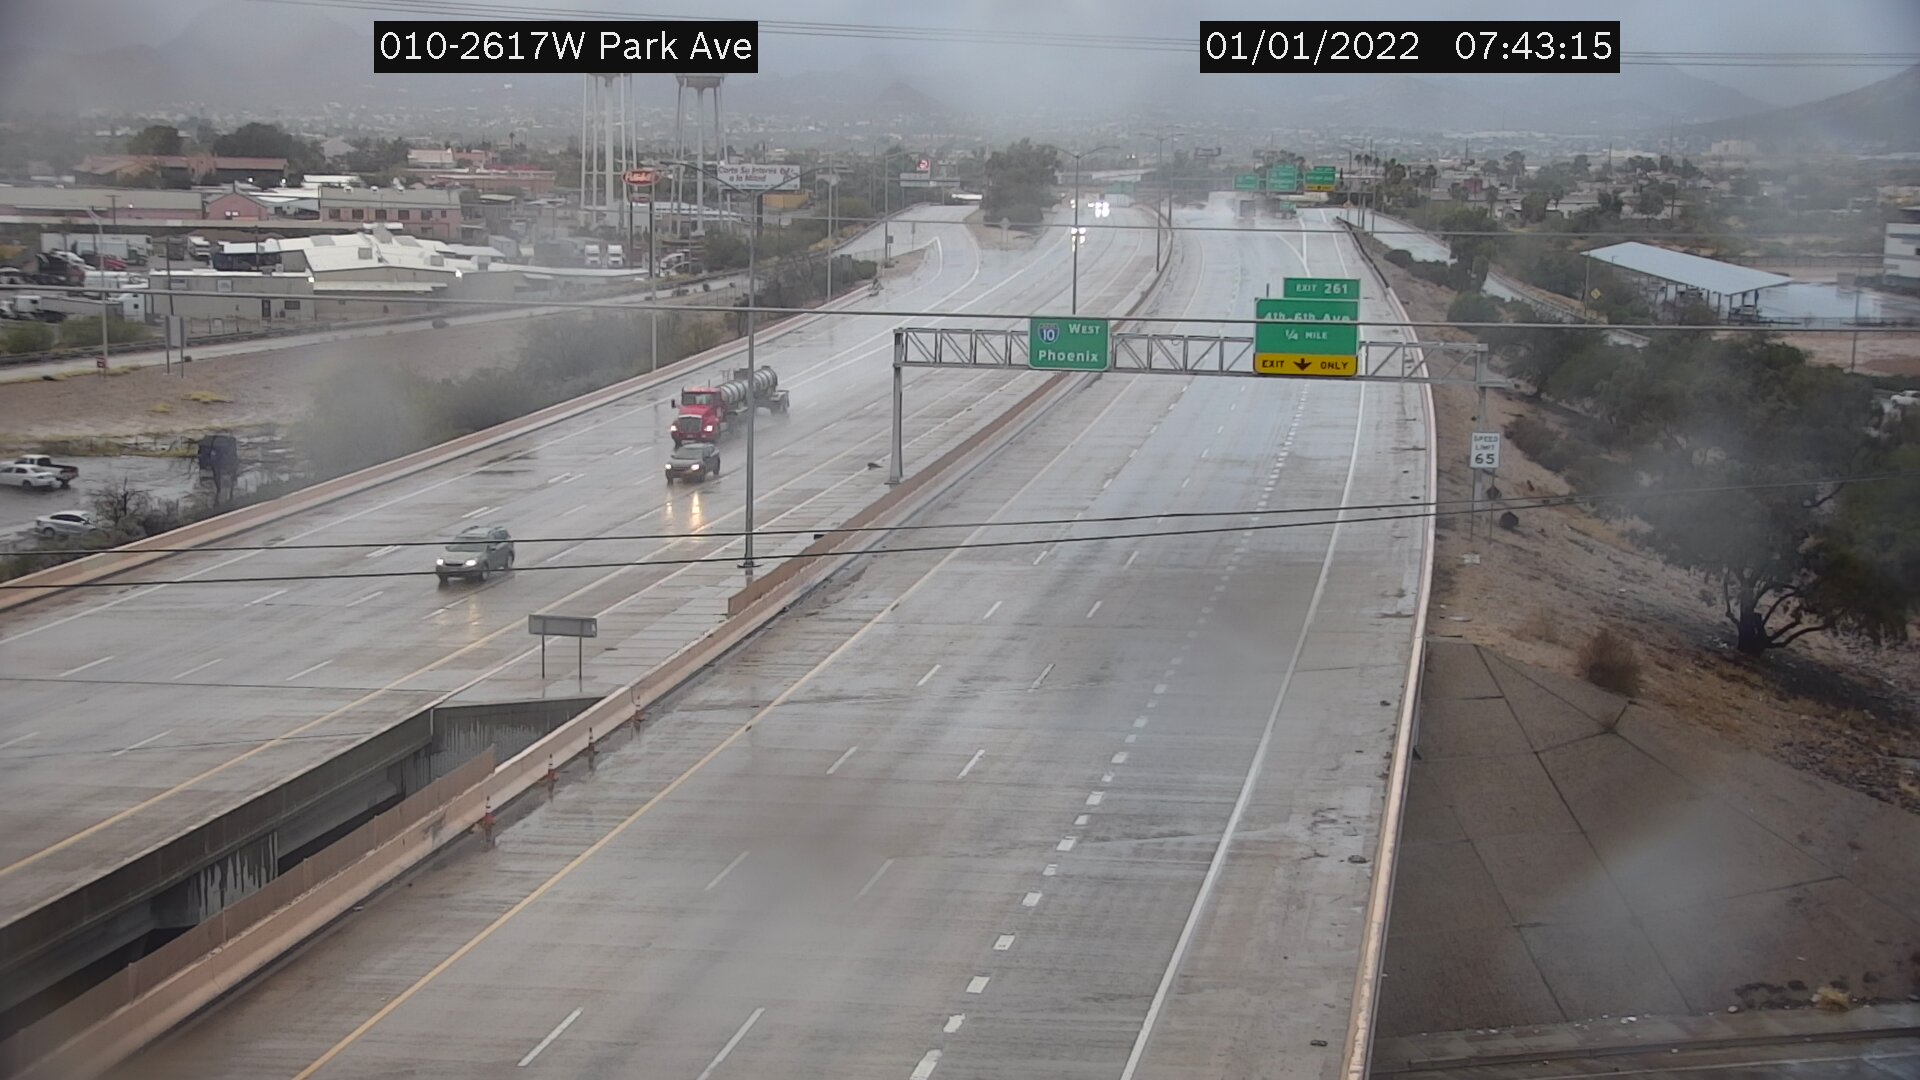 010-2617W Park Ave
01/01/2022 07:43:15
EXIT 261
4th-6th Ave
1/4 MILE
EXIT ONLY
10
WEST
Phoenix
SPEED
LIMIT
65